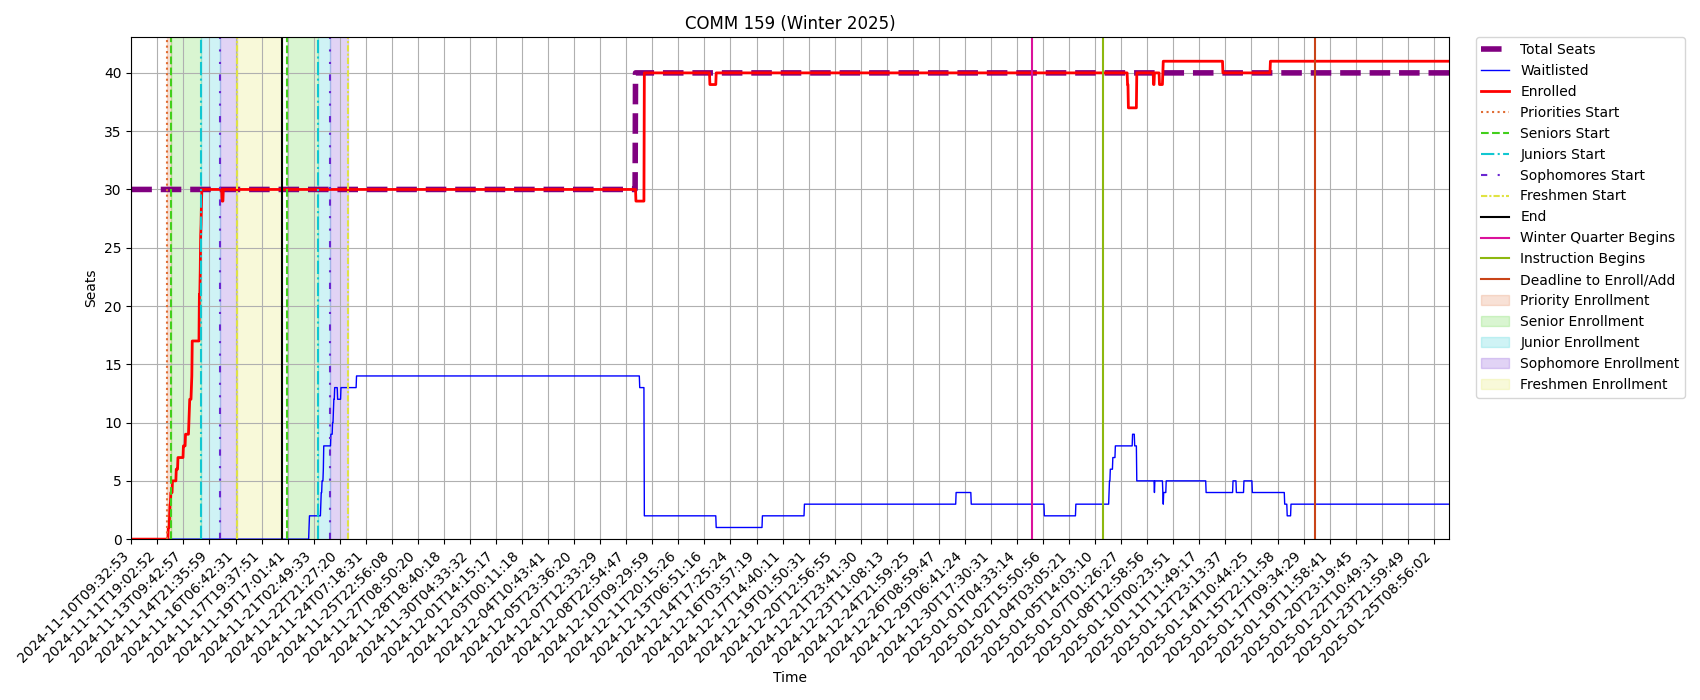 COMM 159 (Winter 2025)
Seats
40
35
30
25
20
15
10
5
0
2024-11-10T09:32:53
2024-11-11T19:02:52
2024-11-13T09:42:57
2024-11-14T21:35:59
2024-11-16T06:42:31
2024-11-17T19:37:51
2024-11-19T17:01:41
2024-11-21T02:49:33
2024-11-22T21:27:20
2024-11-24T07:18:31
2024-11-25T22:56:08
2024-11-27T08:50:20
2024-11-28T18:40:18
2024-11-30T04:33:32
2024-12-01T14:15:17
2024-12-03T00:11:18
2024-12-04T10:43:41
2024-12-05T23:36:20
2024-12-07T12:33:29
2024-12-08T22:54:47
2024-12-10T09:29:55
2024-12-11T20:15:26
2024-12-13T06:51:16
2024-12-14T17:25:24
2024-12-16T03:57:19
2024-12-17T14:40:11
2024-12-19T01:50:31
2024-12-20T12:56:55
2024-12-21T23:41:30
2024-12-23T11:08:13
2024-12-24T21:59:25
2024-12-26T08:59:47
2024-12-29T06:41:24
2024-12-30T17:30:31
2025-01-01T04:33:14
2025-01-02T15:50:56
2025-01-04T03:05:21
2025-01-05T14:03:10
2025-01-07T01:26:27
2025-01-08T12:58:56
2025-01-10T00:23:51
2025-01-11T11:49:17
2025-01-12T23:13:37
2025-01-14T10:44:25
2025-01-15T22:11:58
2025-01-17T09:34:29
2025-01-19T11:58:41
2025-01-20T23:19:45
2025-01-22T10:49:31
2025-01-23T21:59:49
2025-01-25T08:56:02
Time
Total Seats
Waitlisted
Enrolled
Priorities Start
Seniors Start
Juniors Start
Sophomores Start
Freshmen Start
End
Winter Quarter Begins
Instruction Begins
Deadline to Enroll/Add
Priority Enrollment
Senior Enrollment
Junior Enrollment
Sophomore Enrollment
Freshmen Enrollment